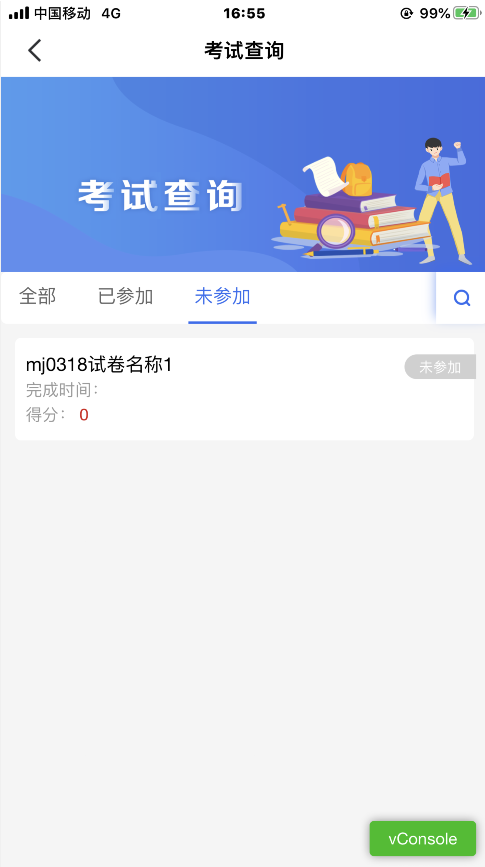 中国移动 4G 16:55 99%
考试查询
考试查询
全部 已参加 未参加
mj0318试卷名称1 未参加
完成时间：
得分： 0
vConsole